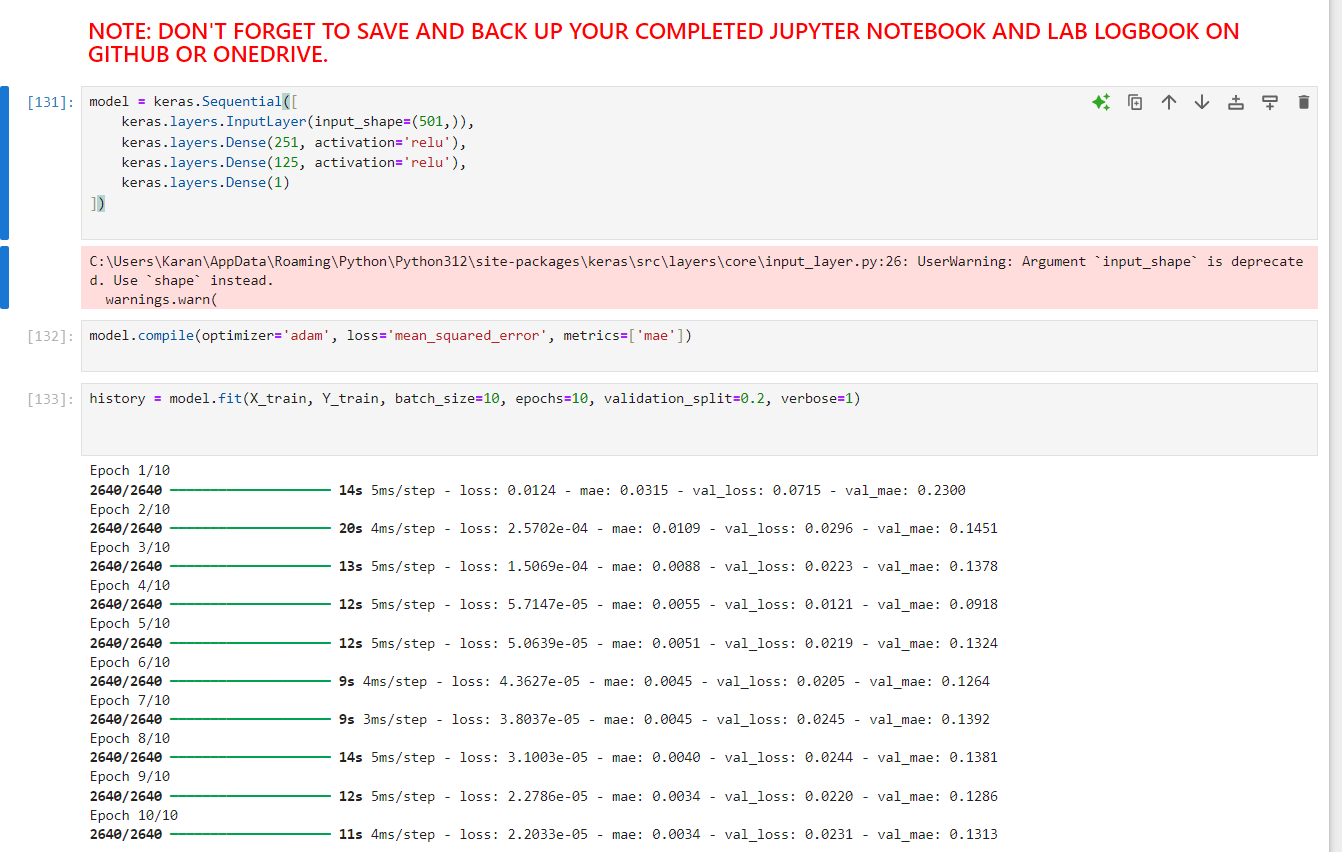 NOTE: DON'T FORGET TO SAVE AND BACK UP YOUR COMPLETED JUPYTER NOTEBOOK AND LAB LOGBOOK ON
GITHUB OR ONEDRIVE.
[131]:
model = keras.Sequential([
    keras.layers.InputLayer(input_shape=(501,)),
    keras.layers.Dense(251, activation='relu'),
    keras.layers.Dense(125, activation='relu'),
    keras.layers.Dense(1)
])
C:\Users\Karan\AppData\Roaming\Python\Python312\site-packages\keras\src\layers\core\input_layer.py:26: UserWarning: Argument `input_shape` is deprecate
d. Use `shape` instead.
  warnings.warn(
[132]:
model.compile(optimizer='adam', loss='mean_squared_error', metrics=['mae'])
[133]:
history = model.fit(X_train, Y_train, batch_size=10, epochs=10, validation_split=0.2, verbose=1)
Epoch 1/10
2640/2640 ━━━━━━━━━━━━━━━━━━━━ 14s 5ms/step - loss: 0.0124 - mae: 0.0315 - val_loss: 0.0715 - val_mae: 0.2300
Epoch 2/10
2640/2640 ━━━━━━━━━━━━━━━━━━━━ 20s 4ms/step - loss: 2.5702e-04 - mae: 0.0109 - val_loss: 0.0296 - val_mae: 0.1451
Epoch 3/10
2640/2640 ━━━━━━━━━━━━━━━━━━━━ 13s 5ms/step - loss: 1.5069e-04 - mae: 0.0088 - val_loss: 0.0223 - val_mae: 0.1378
Epoch 4/10
2640/2640 ━━━━━━━━━━━━━━━━━━━━ 12s 5ms/step - loss: 5.7147e-05 - mae: 0.0055 - val_loss: 0.0121 - val_mae: 0.0918
Epoch 5/10
2640/2640 ━━━━━━━━━━━━━━━━━━━━ 12s 5ms/step - loss: 5.0639e-05 - mae: 0.0051 - val_loss: 0.0219 - val_mae: 0.1324
Epoch 6/10
2640/2640 ━━━━━━━━━━━━━━━━━━━━ 9s 4ms/step - loss: 4.3627e-05 - mae: 0.0045 - val_loss: 0.0205 - val_mae: 0.1264
Epoch 7/10
2640/2640 ━━━━━━━━━━━━━━━━━━━━ 9s 3ms/step - loss: 3.8037e-05 - mae: 0.0045 - val_loss: 0.0245 - val_mae: 0.1392
Epoch 8/10
2640/2640 ━━━━━━━━━━━━━━━━━━━━ 14s 5ms/step - loss: 3.1003e-05 - mae: 0.0040 - val_loss: 0.0244 - val_mae: 0.1381
Epoch 9/10
2640/2640 ━━━━━━━━━━━━━━━━━━━━ 12s 5ms/step - loss: 2.2786e-05 - mae: 0.0034 - val_loss: 0.0220 - val_mae: 0.1286
Epoch 10/10
2640/2640 ━━━━━━━━━━━━━━━━━━━━ 11s 4ms/step - loss: 2.2033e-05 - mae: 0.0034 - val_loss: 0.0231 - val_mae: 0.1313